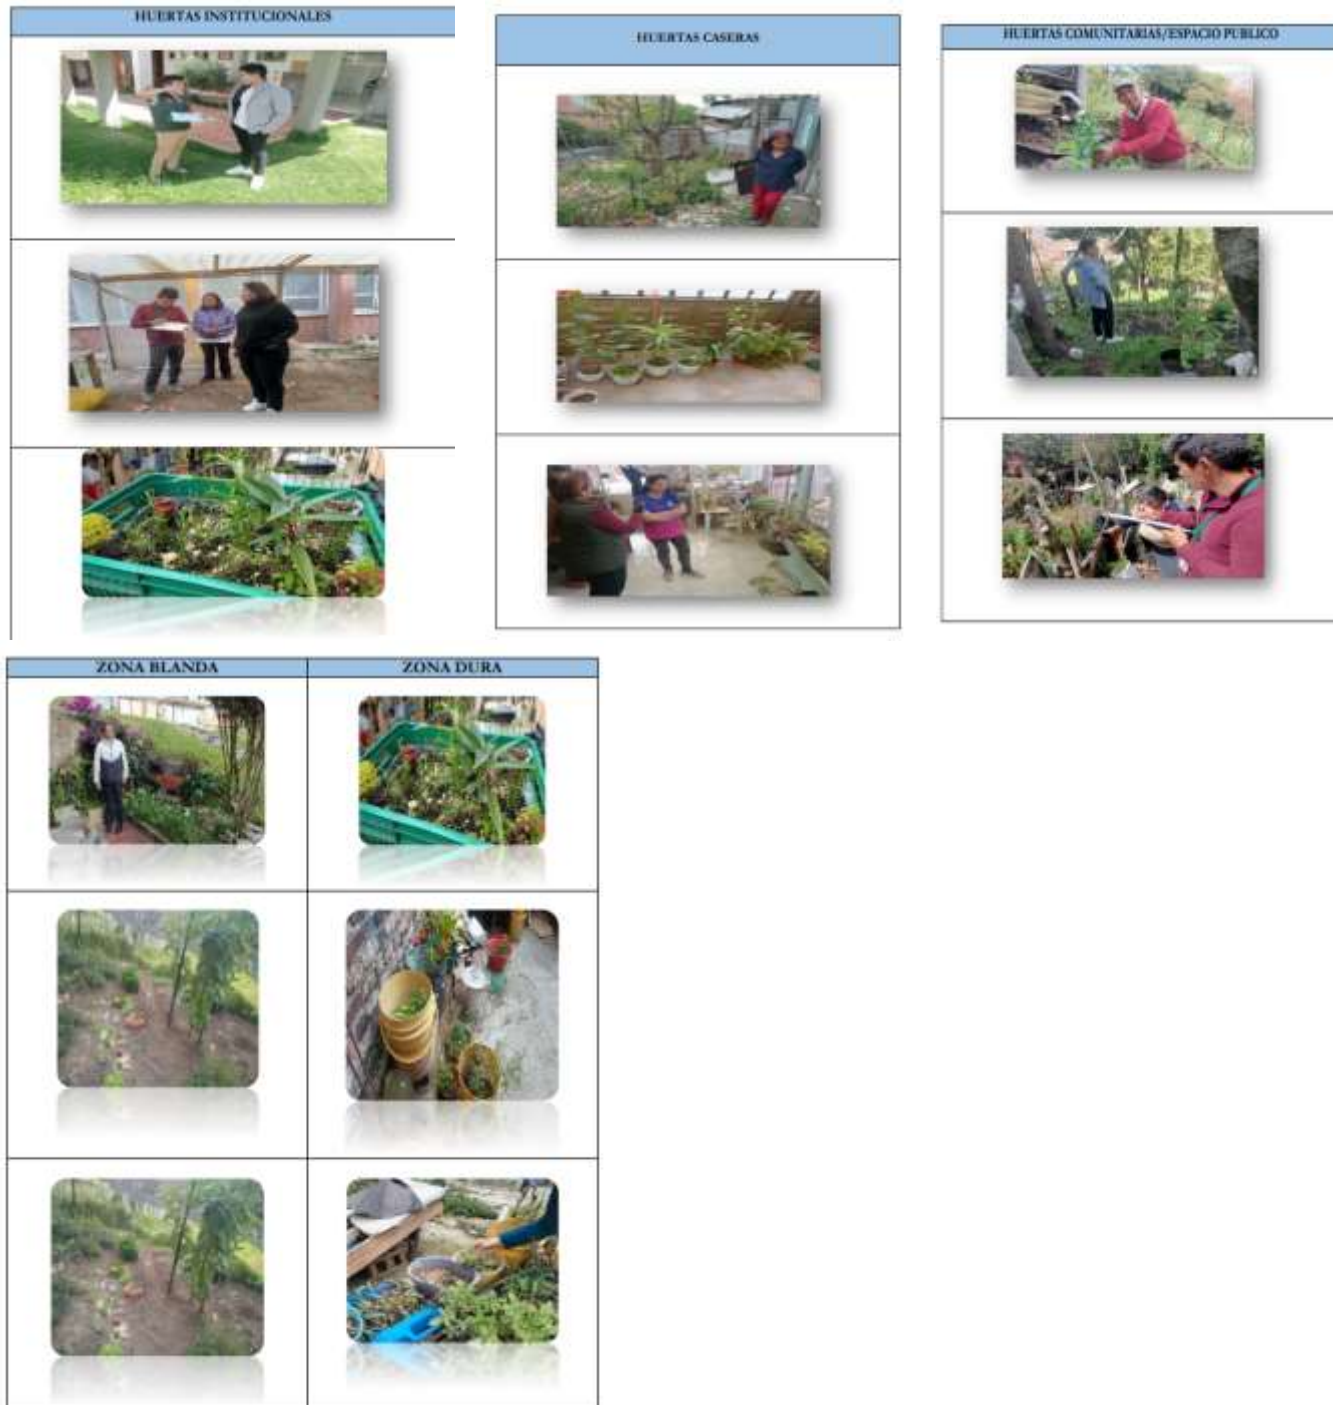 HUERTAS INSTITUCIONALES
HUERTAS CASERAS
HUERTAS COMUNITARIAS/ESPACIO PUBLICO
ZONA BLANDA
ZONA DURA